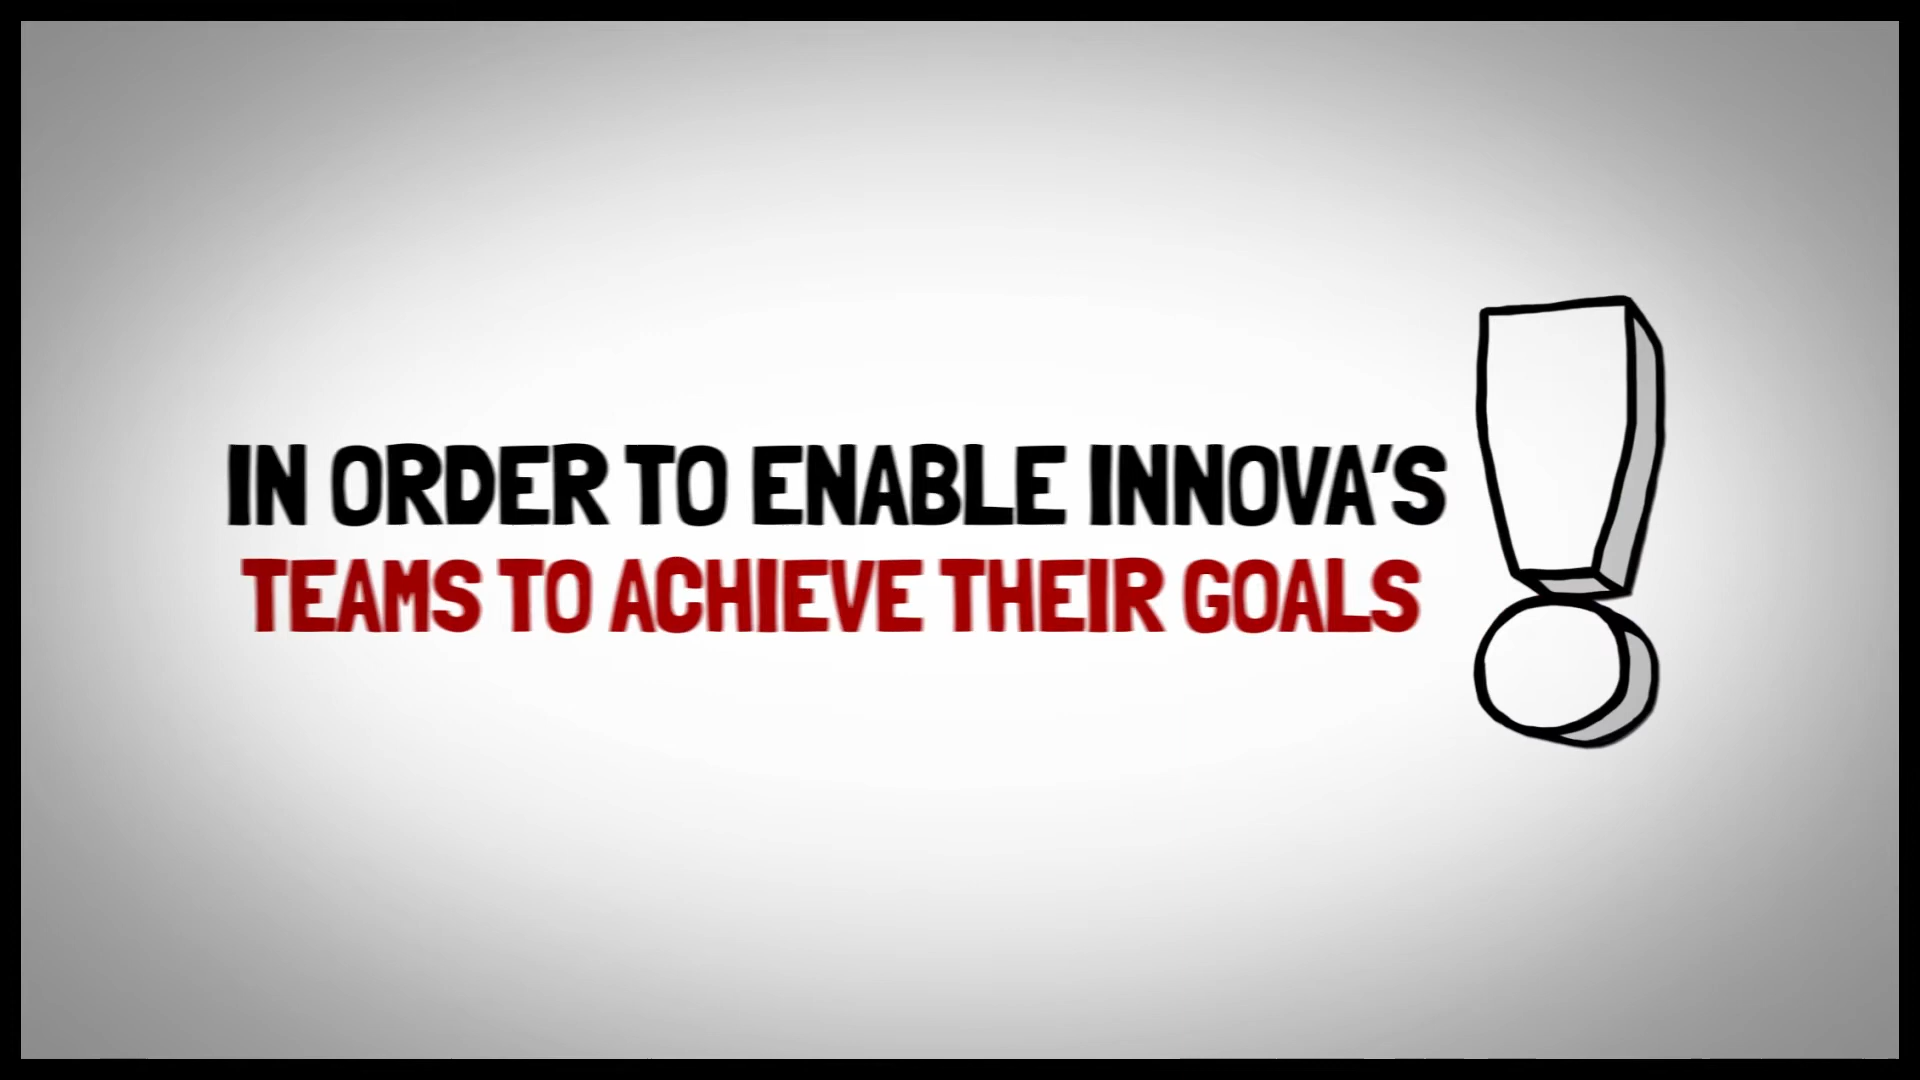 IN ORDER TO ENABLE INNOVA'S
TEAMS TO ACHIEVE THEIR GOALS!